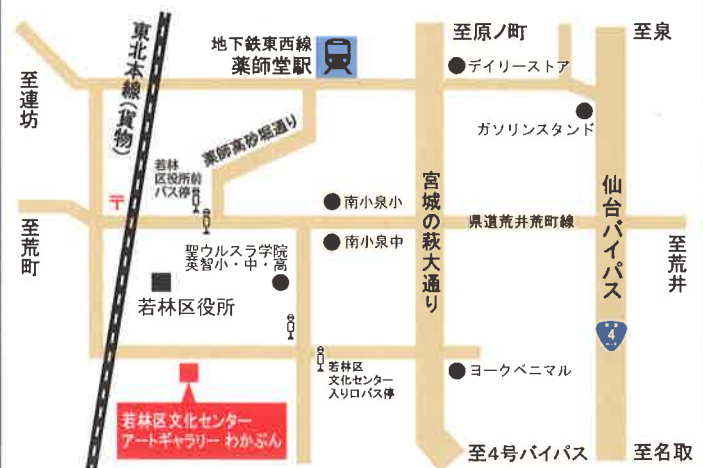 至原ノ町
至泉
地下鉄東西線
薬師堂駅
東北本線(貨物)
至連坊
デイリーストア
ガソリンスタンド
薬師高砂堀通り
若林
区役所前
バス停
〒
南小泉小
宮城の萩大通り
仙台バイパス
県道荒井荒町線
至荒町
南小泉中
至荒井
聖ウルスラ学院
英智小・中・高
若林区役所
4
若林区
文化センター
入り口バス停
ヨークベニマル
若林区文化センター
アートギャラリー わかぶん
至4号バイパス
至名取